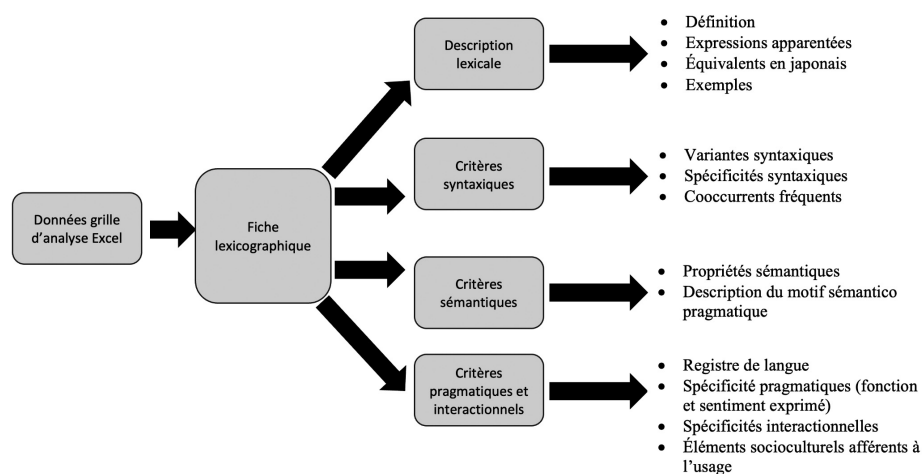 Données grille
d'analyse Excel
Fiche
lexicographique
Description
lexicale
• Définition
• Expressions apparentées
• Équivalents en japonais
• Exemples
Critères
syntaxiques
• Variantes syntaxiques
• Spécificités syntaxiques
• Cooccurrents fréquents
Critères
sémantiques
• Propriétés sémantiques
• Description du motif sémantico
pragmatique
Critères
pragmatiques et
interactionnels
• Registre de langue
• Spécificité pragmatiques (fonction
et sentiment exprimé)
• Spécificités interactionnelles
• Éléments socioculturels afférents à
l'usage